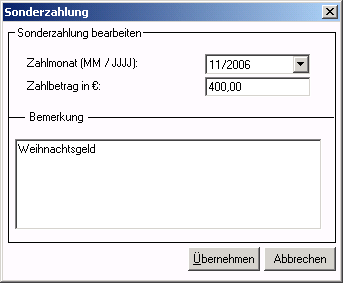 Sonderzahlung
Sonderzahlung bearbeiten
Zahlmonat (MM / JJJJ): 11/2006
Zahlbetrag in €: 400,00
Bemerkung
Weihnachtsgeld
Übernehmen Abbrechen